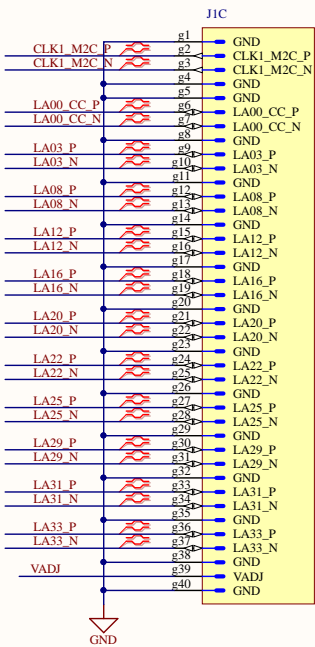 J1C
g1 GND
CLK1_M2C_P g2 CLK1_M2C_P
CLK1_M2C_N g3 CLK1_M2C_N
g4 GND
g5 GND
LA00_CC_P g6 LA00_CC_P
LA00_CC_N g7 LA00_CC_N
g8 GND
LA03_P g9 LA03_P
LA03_N g10 LA03_N
g11 GND
LA08_P g12 LA08_P
LA08_N g13 LA08_N
g14 GND
LA12_P g15 LA12_P
LA12_N g16 LA12_N
g17 GND
LA16_P g18 LA16_P
LA16_N g19 LA16_N
g20 GND
LA20_P g21 LA20_P
LA20_N g22 LA20_N
g23 GND
LA22_P g24 LA22_P
LA22_N g25 LA22_N
g26 GND
LA25_P g27 LA25_P
LA25_N g28 LA25_N
g29 GND
LA29_P g30 LA29_P
LA29_N g31 LA29_N
g32 GND
LA31_P g33 LA31_P
LA31_N g34 LA31_N
g35 GND
LA33_P g36 LA33_P
LA33_N g37 LA33_N
g38 GND
VADJ g39 VADJ
g40 GND
GND